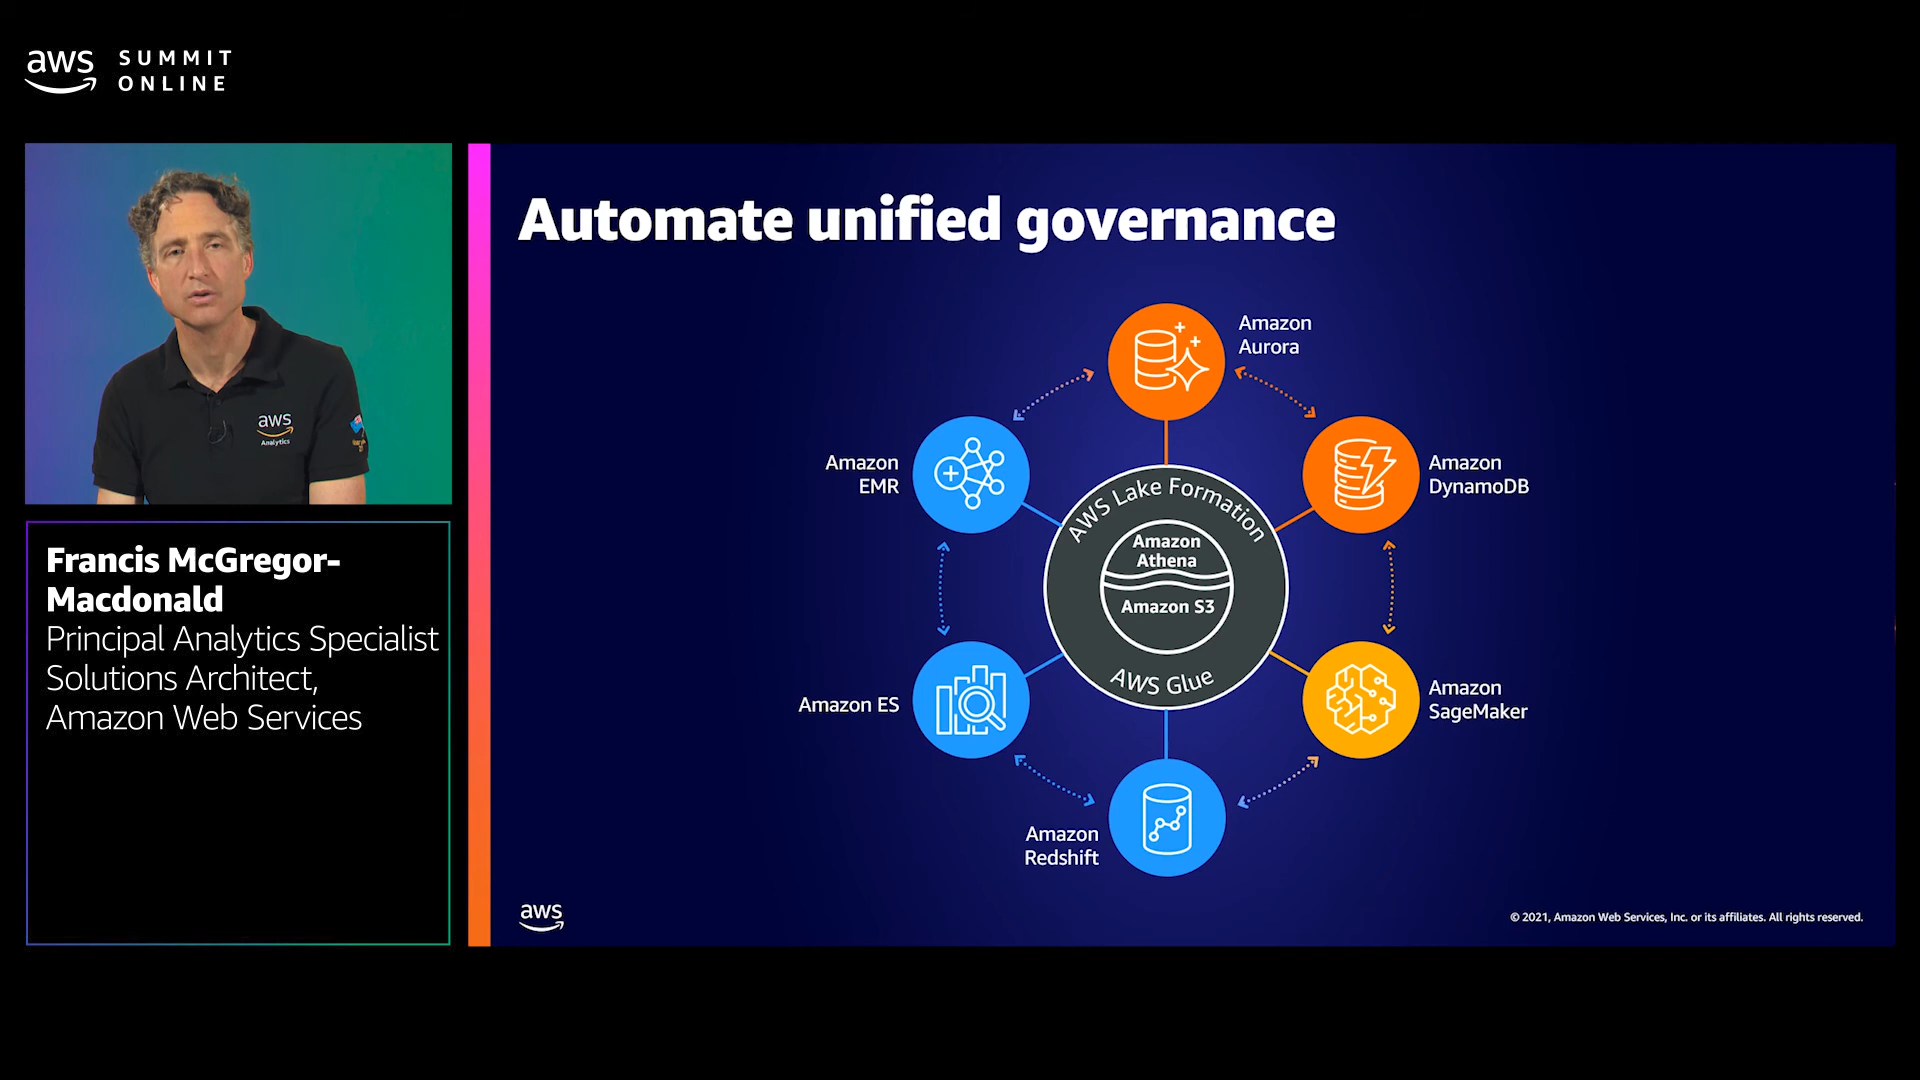 aws SUMMIT
ONLINE
aws
Analytics
Francis McGregor-
Macdonald
Principal Analytics Specialist
Solutions Architect,
Amazon Web Services
Automate unified governance
Amazon
Aurora
Amazon
EMR
Amazon
DynamoDB
AWS Lake Formation
Amazon
Athena
Amazon S3
AWS Glue
Amazon ES
Amazon
SageMaker
Amazon
Redshift
aws
© 2021, Amazon Web Services, Inc. or its affiliates. All rights reserved.